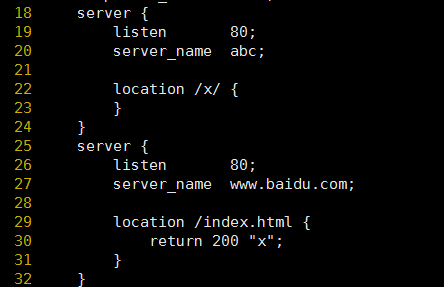 18     server {
19         listen       80;
20         server_name  abc;
21
22         location /x/ {
23         }
24     }
25     server {
26         listen       80;
27         server_name  www.baidu.com;
28
29         location /index.html {
30             return 200 "x";
31         }
32     }